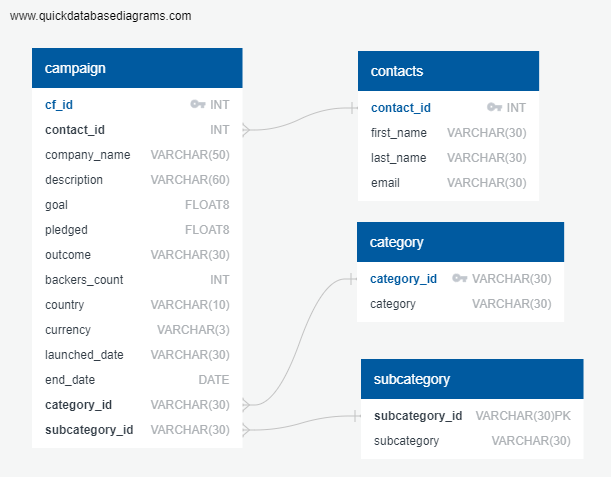 www.quickdatabasediagrams.com
campaign
cf_id INT
contact_id INT
company_name VARCHAR(50)
description VARCHAR(60)
goal FLOAT8
pledged FLOAT8
outcome VARCHAR(30)
backers_count INT
country VARCHAR(10)
currency VARCHAR(3)
launched_date VARCHAR(30)
end_date DATE
category_id VARCHAR(30)
subcategory_id VARCHAR(30)
contacts
contact_id INT
first_name VARCHAR(30)
last_name VARCHAR(30)
email VARCHAR(30)
category
category_id VARCHAR(30)
category VARCHAR(30)
subcategory
subcategory_id VARCHAR(30)PK
subcategory VARCHAR(30)